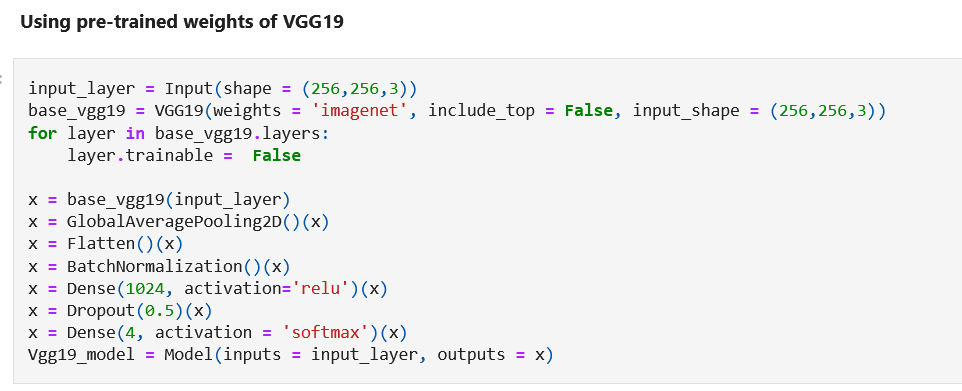 Using pre-trained weights of VGG19
input_layer = Input(shape = (256,256,3))
base_vgg19 = VGG19(weights = 'imagenet', include_top = False, input_shape = (256,256,3))
for layer in base_vgg19.layers:
    layer.trainable =  False
x = base_vgg19(input_layer)
x = GlobalAveragePooling2D()(x)
x = Flatten()(x)
x = BatchNormalization()(x)
x = Dense(1024, activation='relu')(x)
x = Dropout(0.5)(x)
x = Dense(4, activation = 'softmax')(x)
Vgg19_model = Model(inputs = input_layer, outputs = x)